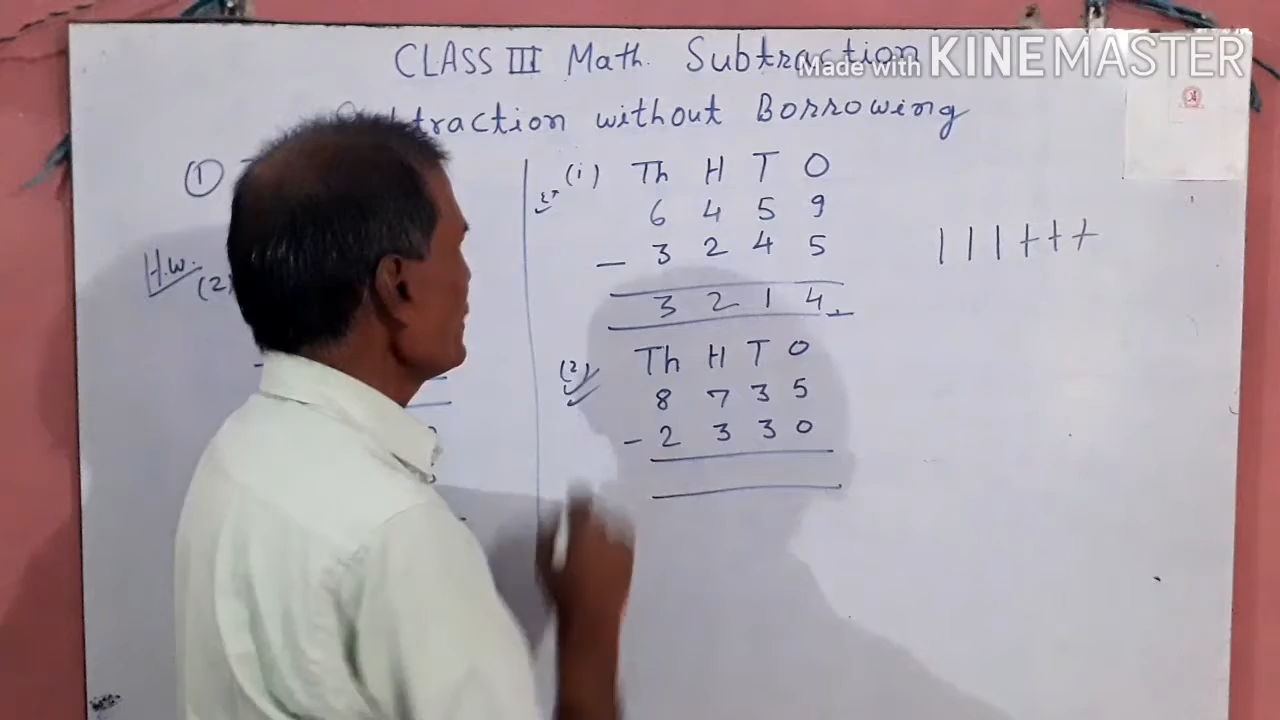 CLASS III Math. Subtraction
Made with KINEMASTER
traction without Borrowing
(1)
(i) Th H T O
6 4 5 9
- 3 2 4 5
3 2 1 4
H.W.
(2)
(2) Th H T O
8 7 3 5
- 2 3 3 0